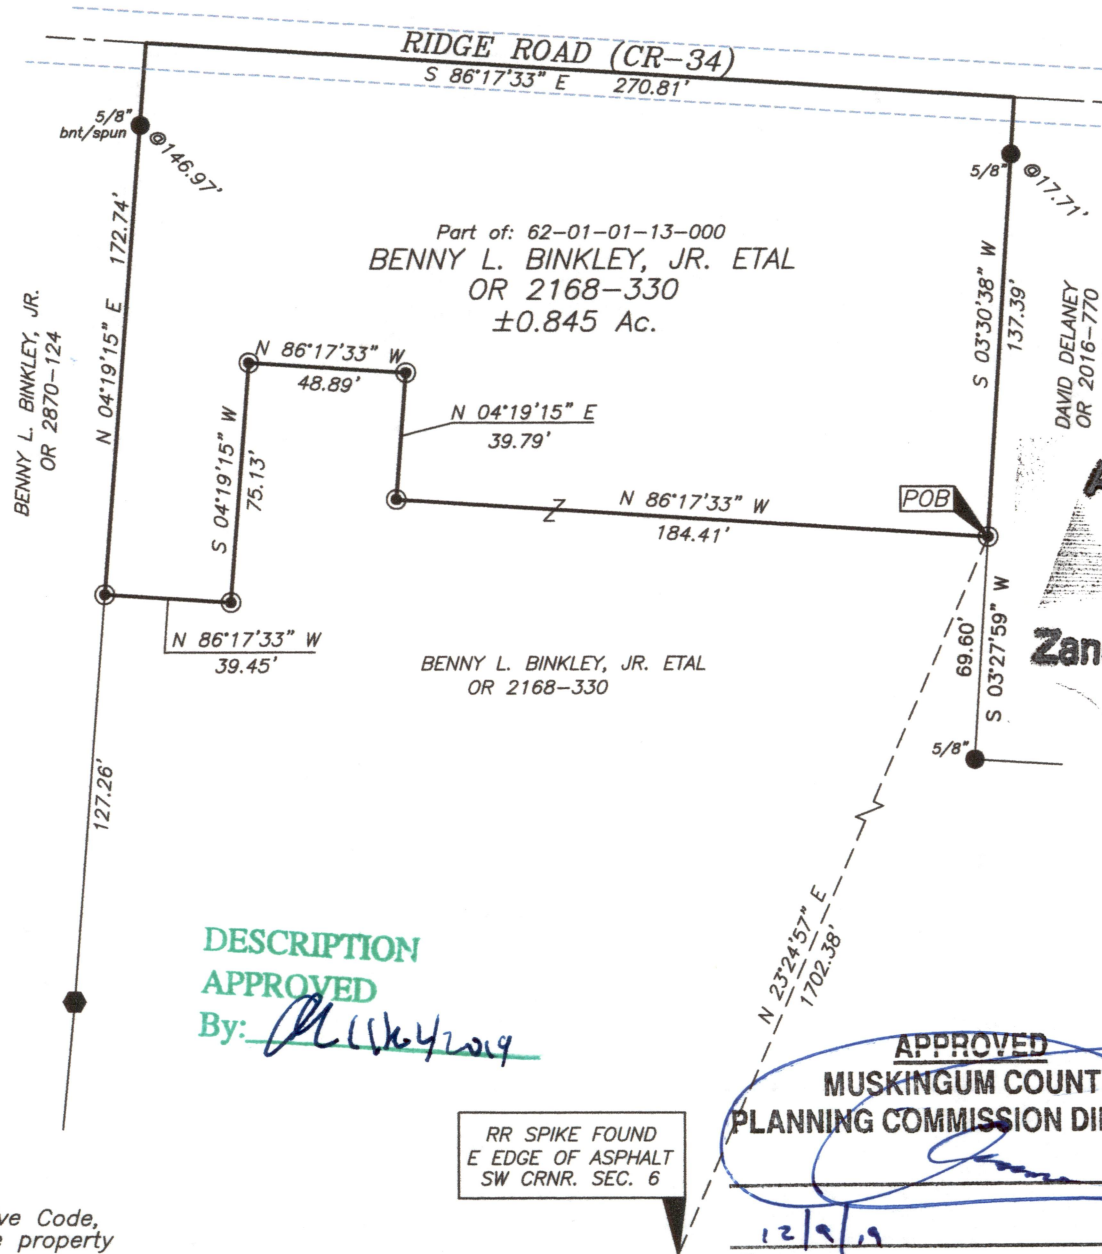 RIDGE ROAD (CR-34)
S 86°17'33" E 270.81'
5/8"
bnt/spun
@146.97'
5/8"
@17.71'
N 04°19'15" E 172.74'
BENNY L. BINKLEY, JR.
OR 2870-124
Part of: 62-01-01-13-000
BENNY L. BINKLEY, JR. ETAL
OR 2168-330
±0.845 Ac.
S 03°30'38" W
137.39'
DAVID DELANEY
OR 2016-770
N 86°17'33" W
48.89'
N 04°19'15" E
39.79'
S 04°19'15" W
75.13'
N 86°17'33" W
184.41'
POB
Z
N 86°17'33" W
39.45'
BENNY L. BINKLEY, JR. ETAL
OR 2168-330
69.60'
S 03°27'59" W
Zan
5/8"
127.26'
N 23°24'57" E
1702.38'
DESCRIPTION
APPROVED
By:
APPROVED
MUSKINGUM COUNT
PLANNING COMMISSION DI
12/9/19
RR SPIKE FOUND
E EDGE OF ASPHALT
SW CRNR. SEC. 6
ve Code,
e property